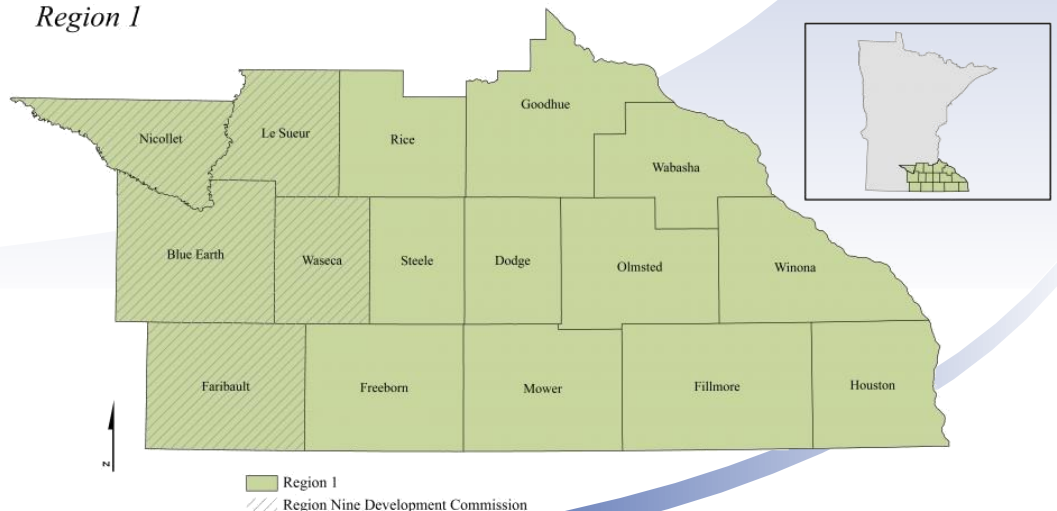 Region 1
Goodhue
Nicollet
Le Sueur
Rice
Wabasha
Blue Earth
Waseca
Steele
Dodge
Olmsted
Winona
Faribault
Freeborn
Mower
Fillmore
Houston
N
Region 1
Region Nine Development Commission